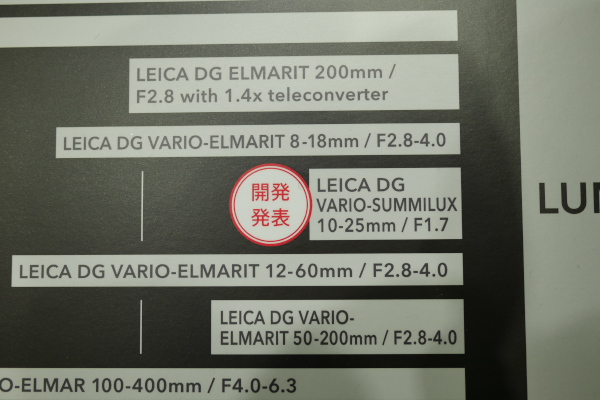 LEICA DG ELMARIT 200mm /
F2.8 with 1.4x teleconverter
LEICA DG VARIO-ELMARIT 8-18mm / F2.8-4.0
開発
発表
LEICA DG
VARIO-SUMMILUX
10-25mm / F1.7
LEICA DG VARIO-ELMARIT 12-60mm / F2.8-4.0
LEICA DG VARIO-
ELMARIT 50-200mm / F2.8-4.0
O-ELMAR 100-400mm / F4.0-6.3